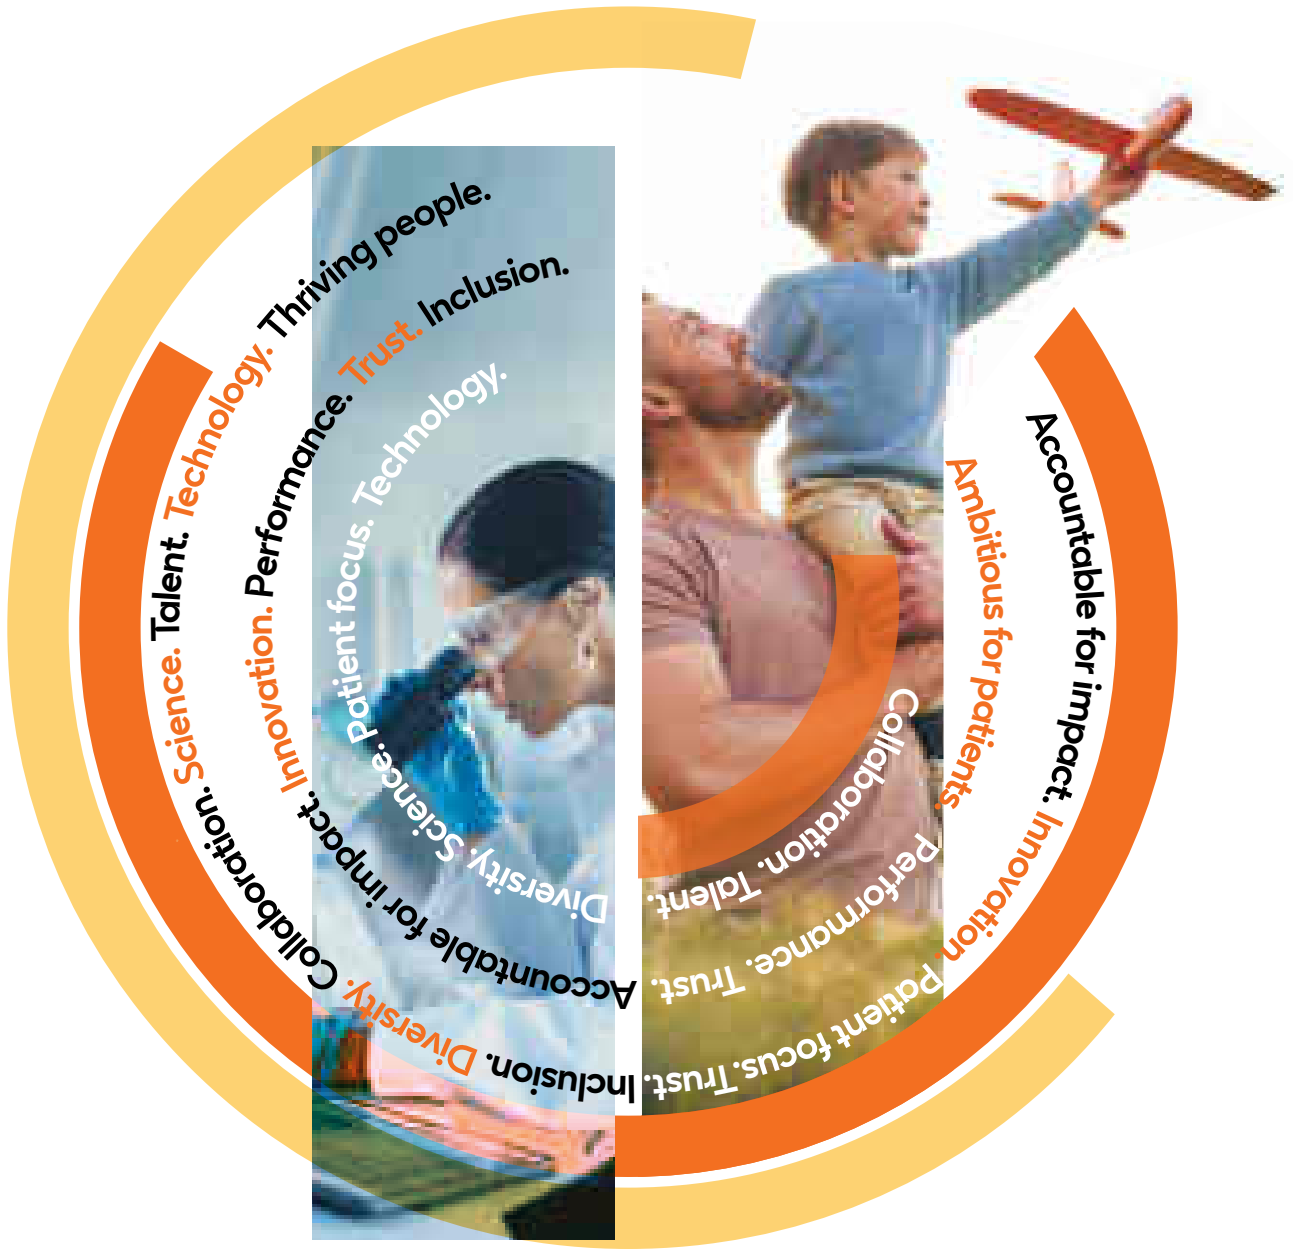 Accountable for impact. Innovation. Patient focus. Trust. Inclusion. Diversity. Collaboration. Science. Talent. Technology. Thriving people.
Ambitious for patients. Performance. Trust. Accountable for impact. Innovation. Performance. Trust. Inclusion.
Collaboration. Talent. Diversity. Science. Patient focus. Technology.